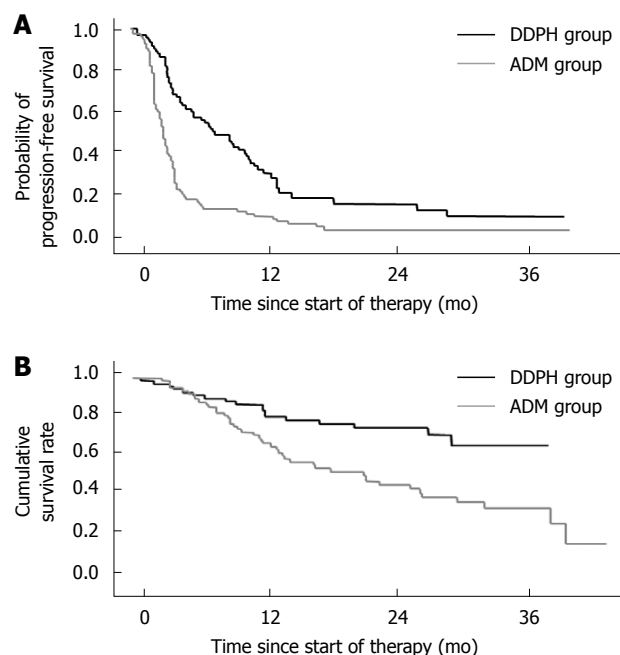 A
DDPH group
ADM group
Probability of
progression-free survival
1.0
0.8
0.6
0.4
0.2
0.0
0 12 24 36
Time since start of therapy (mo)
B
DDPH group
ADM group
Cumulative
survival rate
1.0
0.8
0.6
0.4
0.2
0.0
0 12 24 36
Time since start of therapy (mo)